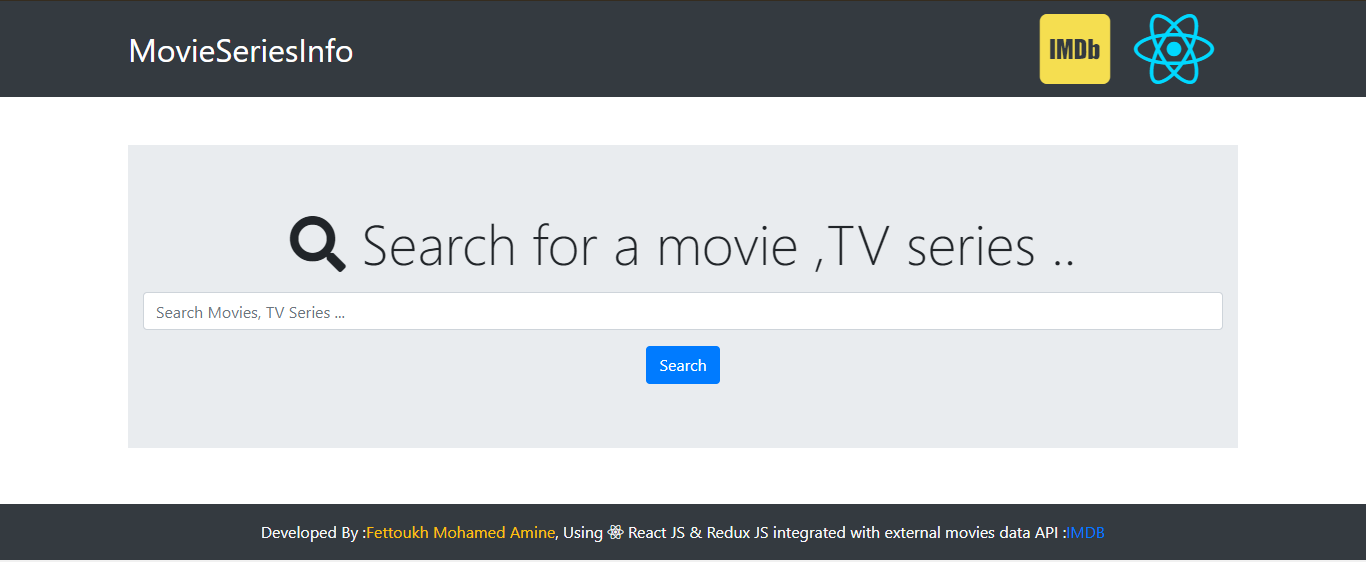 MovieSeriesInfo
IMDb
Search for a movie ,TV series ..
Search Movies, TV Series ...
Search
Developed By :Fettoukh Mohamed Amine, Using React JS & Redux JS integrated with external movies data API :IMDB